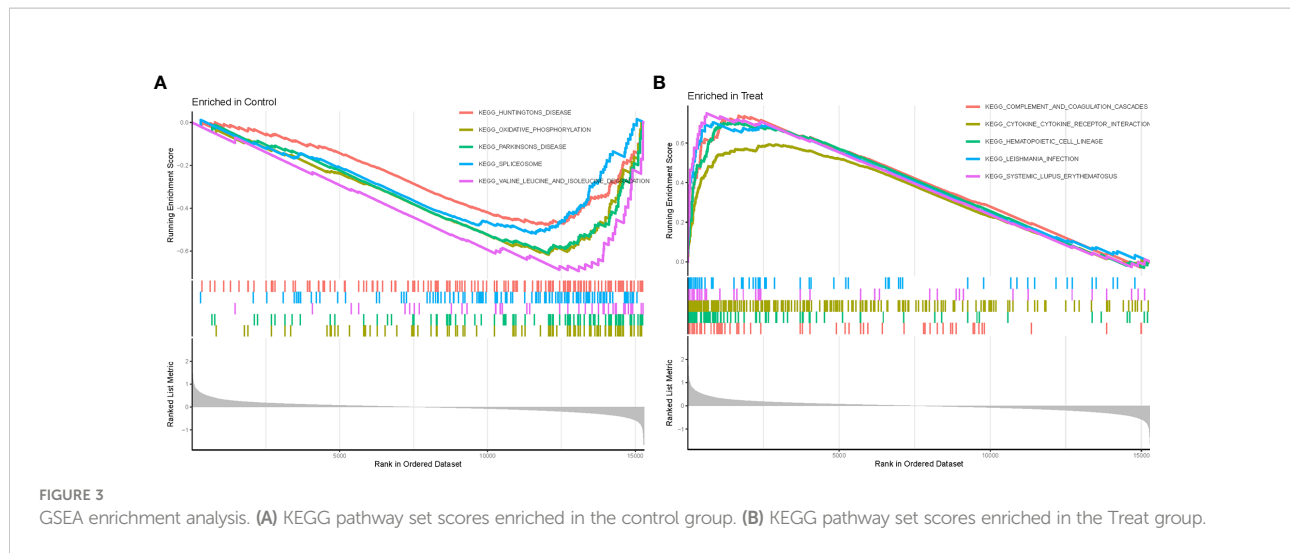 A
Enriched in Control
KEGG_HUNTINGTONS_DISEASE
KEGG_OXIDATIVE_PHOSPHORYLATION
KEGG_PARKINSONS_DISEASE
KEGG_SPLICEOSOME
KEGG_VALINE_LEUCINE_AND_ISOLEUCINE_DEGRADATION
Running Enrichment Score
0.0
-0.2
-0.4
-0.6
Ranked List Metric
2
1
0
-1
5000
10000
15000
Rank in Ordered Dataset
B
Enriched in Treat
KEGG_COMPLEMENT_AND_COAGULATION_CASCADES
KEGG_CYTOKINE_CYTOKINE_RECEPTOR_INTERACTION
KEGG_HEMATOPOIETIC_CELL_LINEAGE
KEGG_LEISHMANIA_INFECTION
KEGG_SYSTEMIC_LUPUS_ERYTHEMATOSUS
Running Enrichment Score
0.6
0.4
0.2
0.0
Ranked List Metric
2
1
0
-1
5000
10000
15000
Rank in Ordered Dataset
FIGURE 3
GSEA enrichment analysis. (A) KEGG pathway set scores enriched in the control group. (B) KEGG pathway set scores enriched in the Treat group.